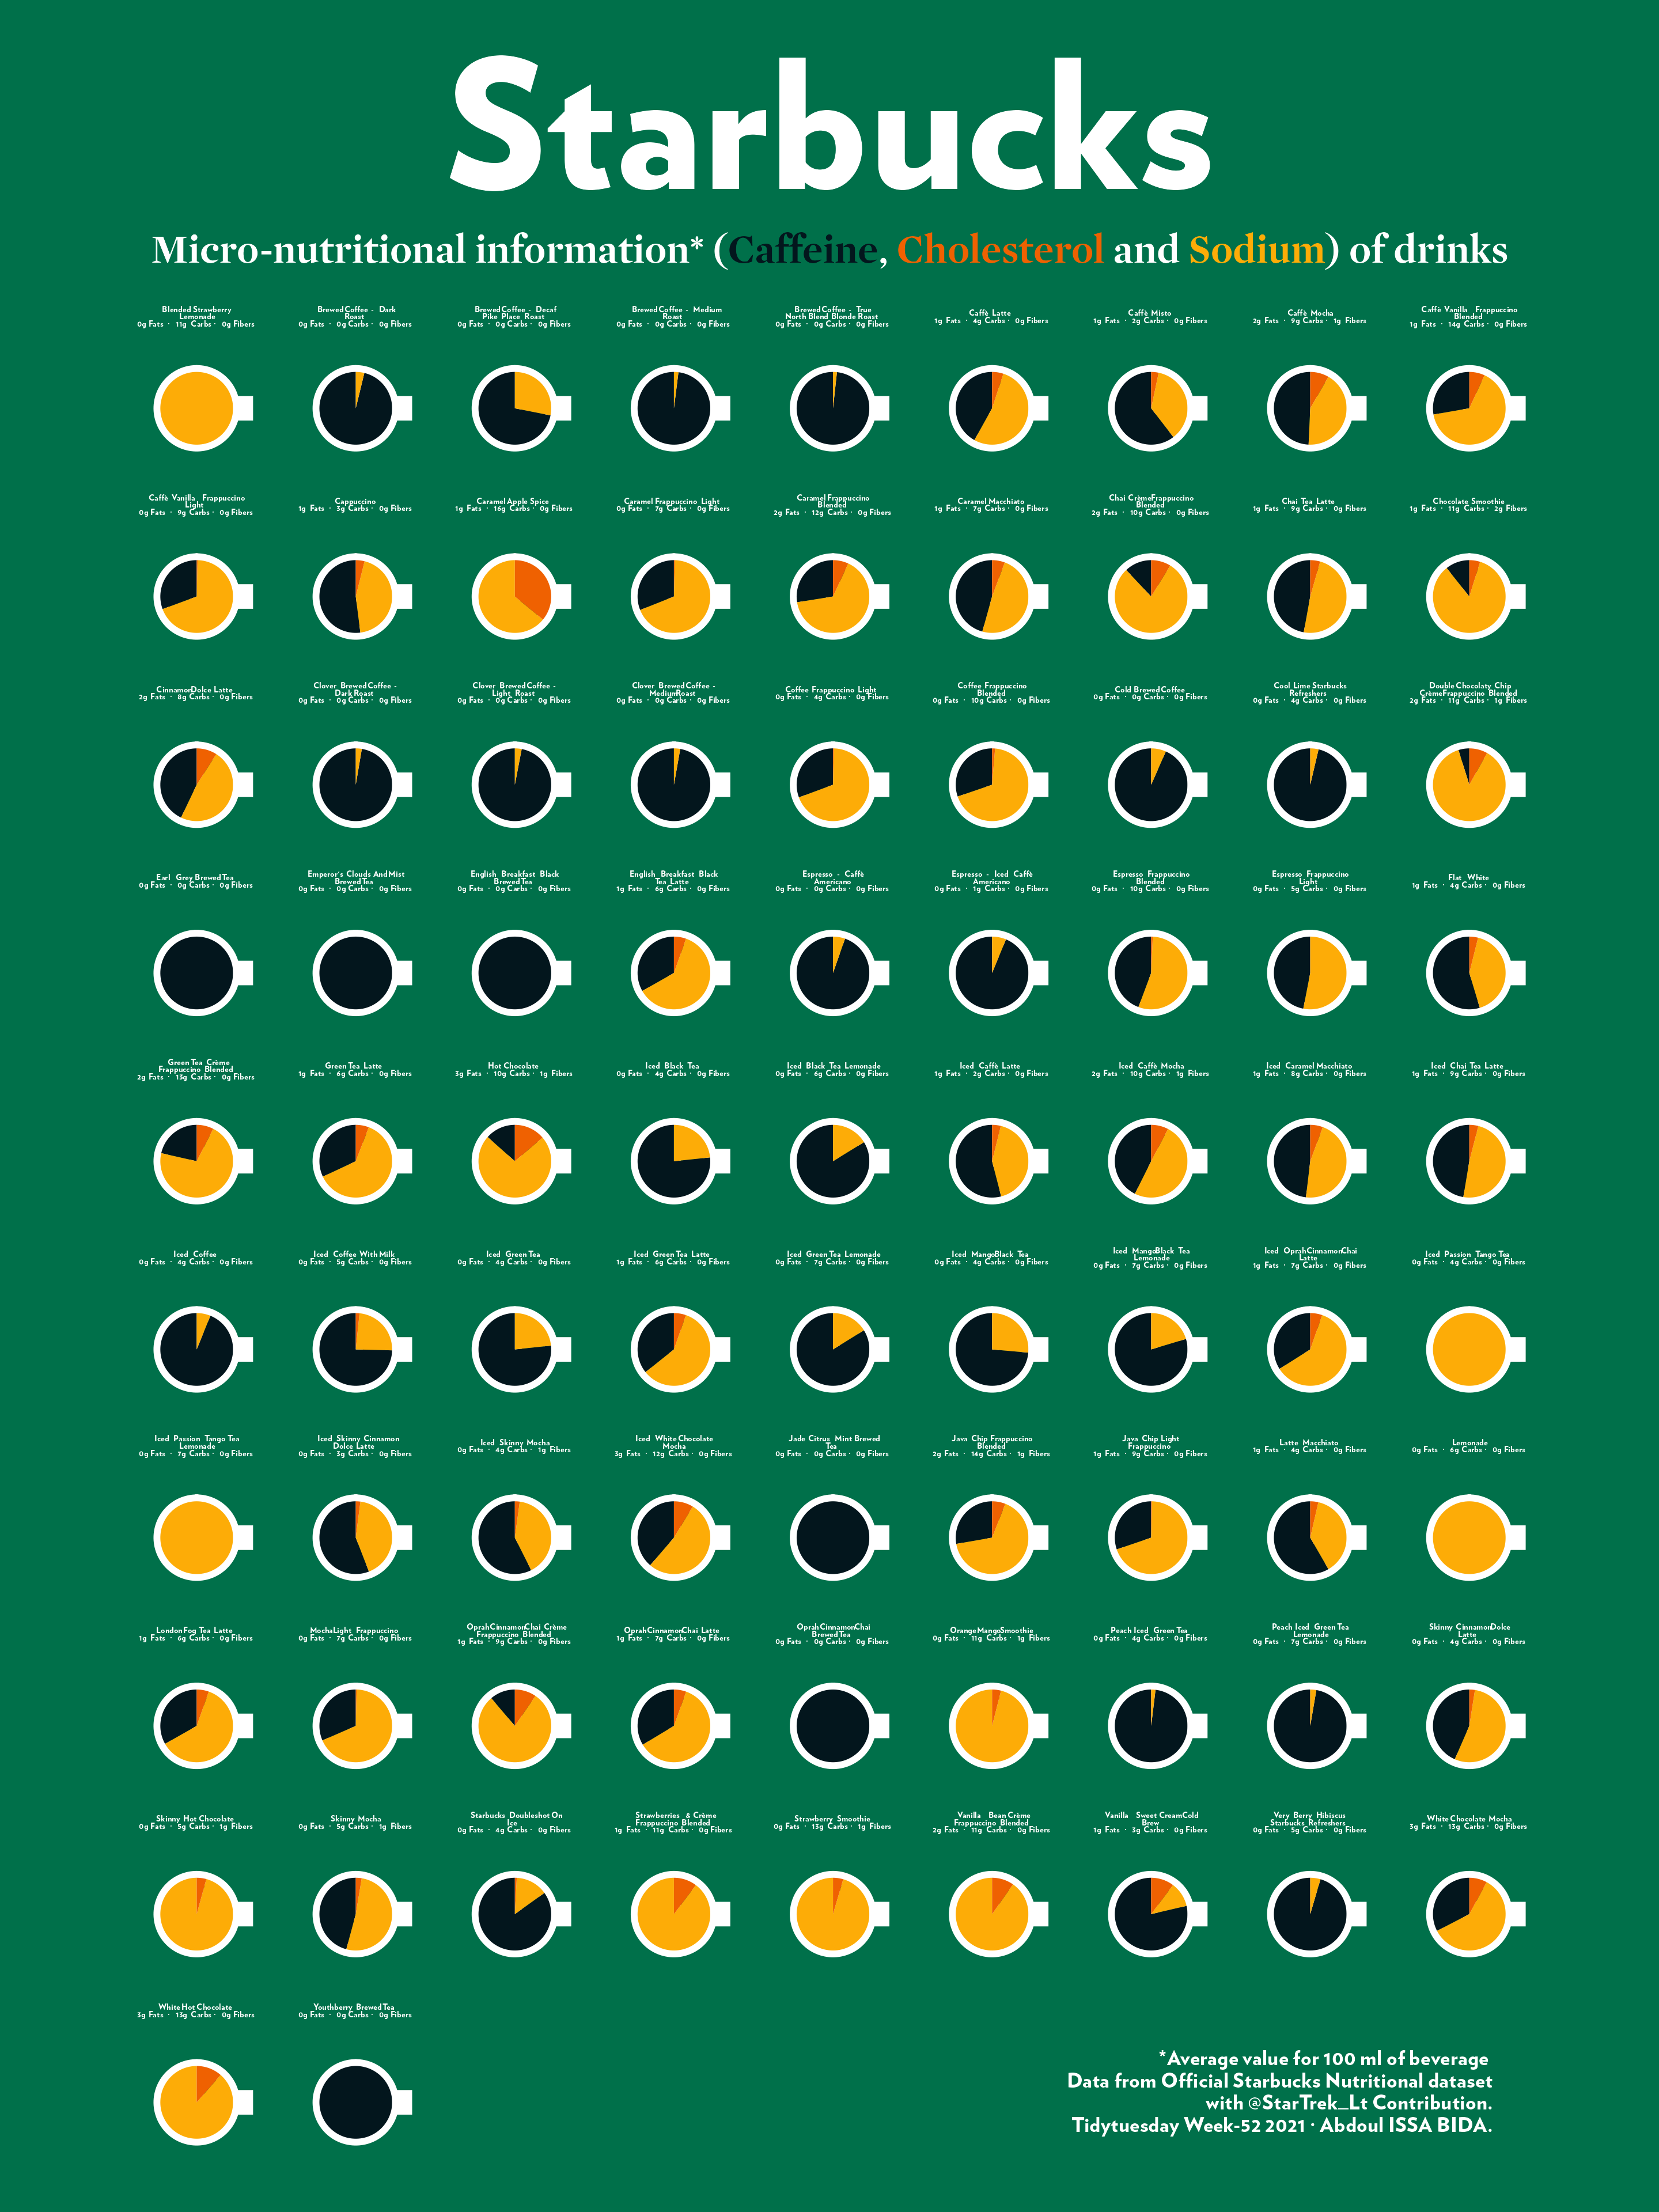 Starbucks
Micro-nutritional information* (Caffeine, Cholesterol and Sodium) of drinks
Blended Strawberry
Lemonade
0g Fats · 11g Carbs · 0g Fibers
Brewed Coffee - Dark
Roast
0g Fats · 0g Carbs · 0g Fibers
Brewed Coffee - Decaf
Pike Place Roast
0g Fats · 0g Carbs · 0g Fibers
Brewed Coffee - Medium
Roast
0g Fats · 0g Carbs · 0g Fibers
Brewed Coffee - True
North Blend Blonde Roast
0g Fats · 0g Carbs · 0g Fibers
Caffè Latte
1g Fats · 4g Carbs · 0g Fibers
Caffè Misto
1g Fats · 2g Carbs · 0g Fibers
Caffè Mocha
2g Fats · 9g Carbs · 1g Fibers
Caffè Vanilla Frappuccino
Blended
1g Fats · 14g Carbs · 0g Fibers
Caffè Vanilla Frappuccino
Light
0g Fats · 9g Carbs · 0g Fibers
Cappuccino
1g Fats · 3g Carbs · 0g Fibers
Caramel Apple Spice
1g Fats · 16g Carbs · 0g Fibers
Caramel Frappuccino Light
0g Fats · 7g Carbs · 0g Fibers
Caramel Frappuccino
Blended
2g Fats · 12g Carbs · 0g Fibers
Caramel Macchiato
1g Fats · 7g Carbs · 0g Fibers
Chai Crème Frappuccino
Blended
2g Fats · 10g Carbs · 0g Fibers
Chai Tea Latte
1g Fats · 9g Carbs · 0g Fibers
Chocolate Smoothie
1g Fats · 11g Carbs · 2g Fibers
Cinnamon Dolce Latte
2g Fats · 8g Carbs · 0g Fibers
Clover Brewed Coffee -
Dark Roast
0g Fats · 0g Carbs · 0g Fibers
Clover Brewed Coffee -
Light Roast
0g Fats · 0g Carbs · 0g Fibers
Clover Brewed Coffee -
Medium Roast
0g Fats · 0g Carbs · 0g Fibers
Coffee Frappuccino Light
0g Fats · 4g Carbs · 0g Fibers
Coffee Frappuccino
Blended
0g Fats · 10g Carbs · 0g Fibers
Cold Brewed Coffee
0g Fats · 0g Carbs · 0g Fibers
Cool Lime Starbucks
Refreshers
0g Fats · 4g Carbs · 0g Fibers
Double Chocolaty Chip
Crème Frappuccino Blended
2g Fats · 11g Carbs · 1g Fibers
Earl Grey Brewed Tea
0g Fats · 0g Carbs · 0g Fibers
Emperor's Clouds And Mist
Brewed Tea
0g Fats · 0g Carbs · 0g Fibers
English Breakfast Black
Brewed Tea
0g Fats · 0g Carbs · 0g Fibers
English Breakfast Black
Tea Latte
1g Fats · 6g Carbs · 0g Fibers
Espresso - Caffè
Americano
0g Fats · 0g Carbs · 0g Fibers
Espresso - Iced Caffè
Americano
0g Fats · 1g Carbs · 0g Fibers
Espresso Frappuccino
Blended
0g Fats · 10g Carbs · 0g Fibers
Espresso Frappuccino
Light
0g Fats · 5g Carbs · 0g Fibers
Flat White
1g Fats · 4g Carbs · 0g Fibers
Green Tea Crème
Frappuccino Blended
2g Fats · 13g Carbs · 0g Fibers
Green Tea Latte
1g Fats · 6g Carbs · 0g Fibers
Hot Chocolate
3g Fats · 10g Carbs · 1g Fibers
Iced Black Tea
0g Fats · 4g Carbs · 0g Fibers
Iced Black Tea Lemonade
0g Fats · 6g Carbs · 0g Fibers
Iced Caffè Latte
1g Fats · 2g Carbs · 0g Fibers
Iced Caffè Mocha
2g Fats · 10g Carbs · 1g Fibers
Iced Caramel Macchiato
1g Fats · 8g Carbs · 0g Fibers
Iced Chai Tea Latte
1g Fats · 9g Carbs · 0g Fibers
Iced Coffee
0g Fats · 4g Carbs · 0g Fibers
Iced Coffee With Milk
0g Fats · 5g Carbs · 0g Fibers
Iced Green Tea
0g Fats · 4g Carbs · 0g Fibers
Iced Green Tea Latte
1g Fats · 6g Carbs · 0g Fibers
Iced Green Tea Lemonade
0g Fats · 7g Carbs · 0g Fibers
Iced Mango Black Tea
0g Fats · 4g Carbs · 0g Fibers
Iced Mango Black Tea
Lemonade
0g Fats · 7g Carbs · 0g Fibers
Iced Oprah Cinnamon Chai
Latte
1g Fats · 7g Carbs · 0g Fibers
Iced Passion Tango Tea
0g Fats · 4g Carbs · 0g Fibers
Iced Passion Tango Tea
Lemonade
0g Fats · 7g Carbs · 0g Fibers
Iced Skinny Cinnamon
Dolce Latte
0g Fats · 3g Carbs · 0g Fibers
Iced Skinny Mocha
0g Fats · 4g Carbs · 1g Fibers
Iced White Chocolate
Mocha
3g Fats · 12g Carbs · 0g Fibers
Jade Citrus Mint Brewed
Tea
0g Fats · 0g Carbs · 0g Fibers
Java Chip Frappuccino
Blended
2g Fats · 14g Carbs · 1g Fibers
Java Chip Light
Frappuccino
1g Fats · 9g Carbs · 0g Fibers
Latte Macchiato
1g Fats · 4g Carbs · 0g Fibers
Lemonade
0g Fats · 6g Carbs · 0g Fibers
London Fog Tea Latte
1g Fats · 6g Carbs · 0g Fibers
Mocha Light Frappuccino
0g Fats · 7g Carbs · 0g Fibers
Oprah Cinnamon Chai Crème
Frappuccino Blended
1g Fats · 9g Carbs · 0g Fibers
Oprah Cinnamon Chai Latte
1g Fats · 7g Carbs · 0g Fibers
Oprah Cinnamon Chai
Brewed Tea
0g Fats · 0g Carbs · 0g Fibers
Orange Mango Smoothie
0g Fats · 11g Carbs · 1g Fibers
Peach Iced Green Tea
0g Fats · 4g Carbs · 0g Fibers
Peach Iced Green Tea
Lemonade
0g Fats · 7g Carbs · 0g Fibers
Skinny Cinnamon Dolce
Latte
0g Fats · 4g Carbs · 0g Fibers
Skinny Hot Chocolate
0g Fats · 5g Carbs · 1g Fibers
Skinny Mocha
0g Fats · 5g Carbs · 1g Fibers
Starbucks Doubleshot On
Ice
0g Fats · 4g Carbs · 0g Fibers
Strawberries & Crème
Frappuccino Blended
1g Fats · 11g Carbs · 0g Fibers
Strawberry Smoothie
0g Fats · 13g Carbs · 1g Fibers
Vanilla Bean Crème
Frappuccino Blended
2g Fats · 11g Carbs · 0g Fibers
Vanilla Sweet Cream Cold
Brew
1g Fats · 3g Carbs · 0g Fibers
Very Berry Hibiscus
Starbucks Refreshers
0g Fats · 5g Carbs · 0g Fibers
White Chocolate Mocha
3g Fats · 13g Carbs · 0g Fibers
White Hot Chocolate
3g Fats · 13g Carbs · 0g Fibers
Youthberry Brewed Tea
0g Fats · 0g Carbs · 0g Fibers
*Average value for 100 ml of beverage
Data from Official Starbucks Nutritional dataset
with @StarTrek_Lt Contribution.
Tidytuesday Week-52 2021 · Abdoul ISSA BIDA.